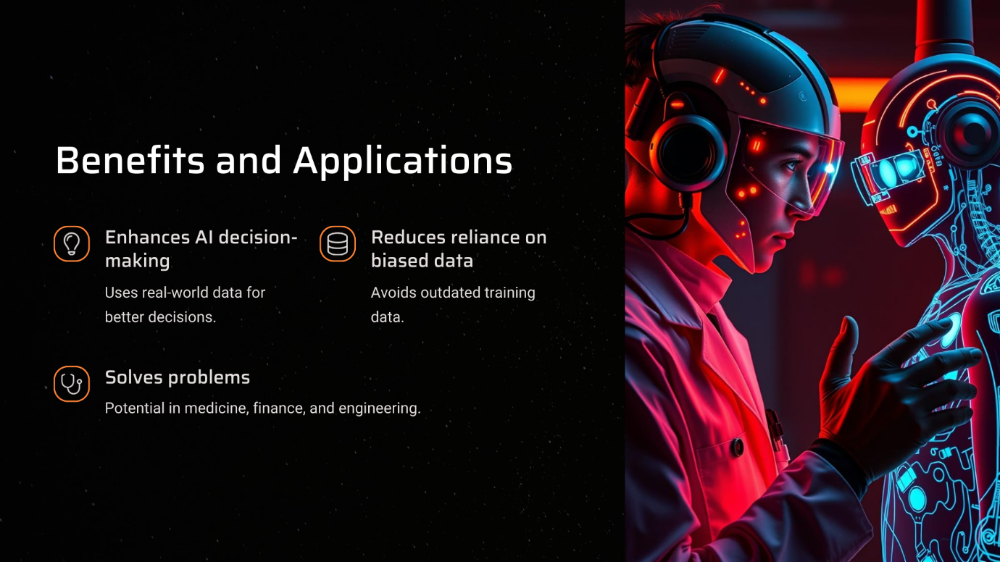 Benefits and Applications
Enhances AI decision-
making
Uses real-world data for
better decisions.
Reduces reliance on
biased data
Avoids outdated training
data.
Solves problems
Potential in medicine, finance, and engineering.